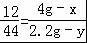 12/44 = (4g - x)/(2.2g - y)